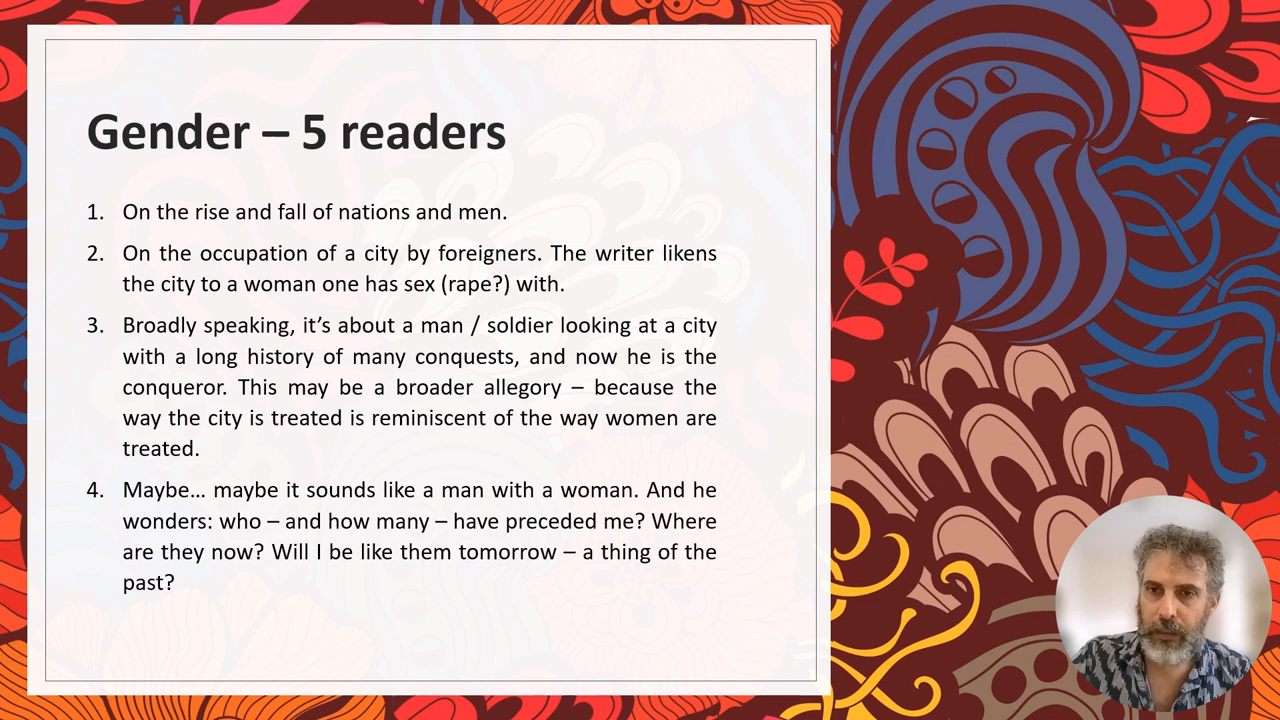 Gender – 5 readers
1. On the rise and fall of nations and men.
2. On the occupation of a city by foreigners. The writer likens
the city to a woman one has sex (rape?) with.
3. Broadly speaking, it’s about a man / soldier looking at a city
with a long history of many conquests, and now he is the
conqueror. This may be a broader allegory – because the
way the city is treated is reminiscent of the way women are
treated.
4. Maybe... maybe it sounds like a man with a woman. And he
wonders: who – and how many – have preceded me? Where
are they now? Will I be like them tomorrow – a thing of the
past?